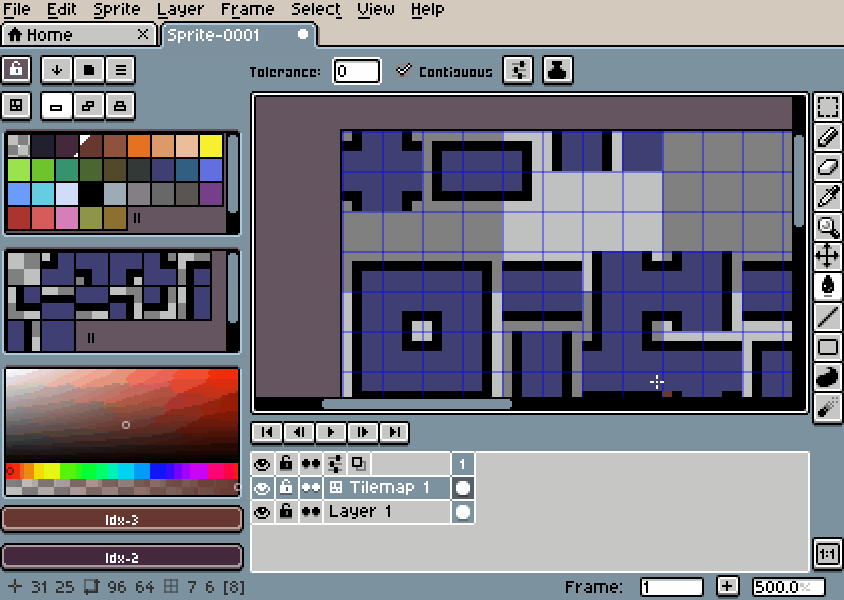 File Edit Sprite Layer Frame Select View Help
Home Sprite-0001
Tolerance: 0 Contiguous
Idx-3
Idx-2
1
Tilemap 1
Layer 1
1:1
31 25 96 64 7 6 [8] Frame: 1 + 500.0%